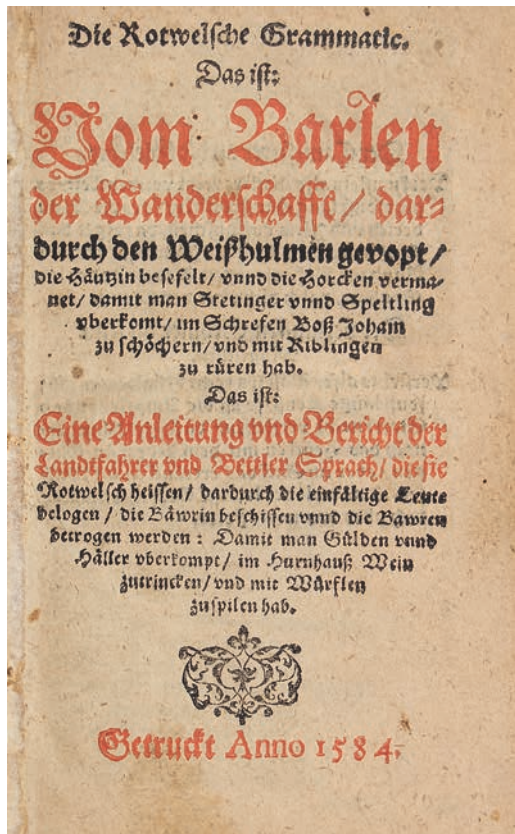 Die Rotwelsche Grammatic.
Das ist:
Vom Barlen
der Wanderschafft/ dar-
durch den Weißhulmen gevopt/
die Häutzin besefelt/ vnnd die Horcken verma-
net/ damit man Stetinger vnnd Speltling
vberkomt/ im Schrefen Boß Joham
zu schöchern/ vnd mit Riblingen
zu rüren hab.
Das ist:
Eine Anleitung vnd Bericht der
Landtfahrer vnd Bettler Sprach/ die sie
Rotwelsch heissen/ dardurch die einfältige Leute
belogen/ die Bäwrin beschissen vnnd die Bawren
betrogen werden: Damit man Gülden vnnd
Häller vberkompt/ im Hurnhauß Wein
zutrincken/ vnd mit Würflen
zuspilen hab.
Getruckt Anno 1584.